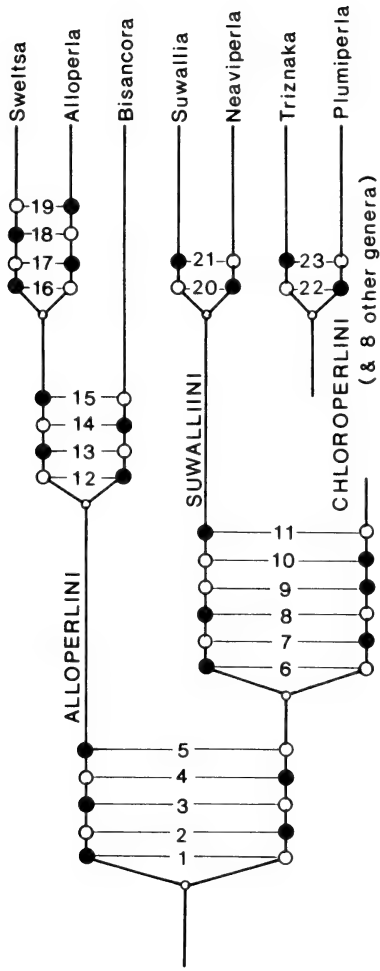 Sweltsa
Alloperla
Bisancora
Suwallia
Neaviperla
Triznaka
Plumiperla
19
18
17
16
21
20
23
22
15
14
13
12
ALLOPERLINI
SUWALLIINI
CHLOROPERLINI
(& 8 other genera)
11
10
9
8
7
6
5
4
3
2
1